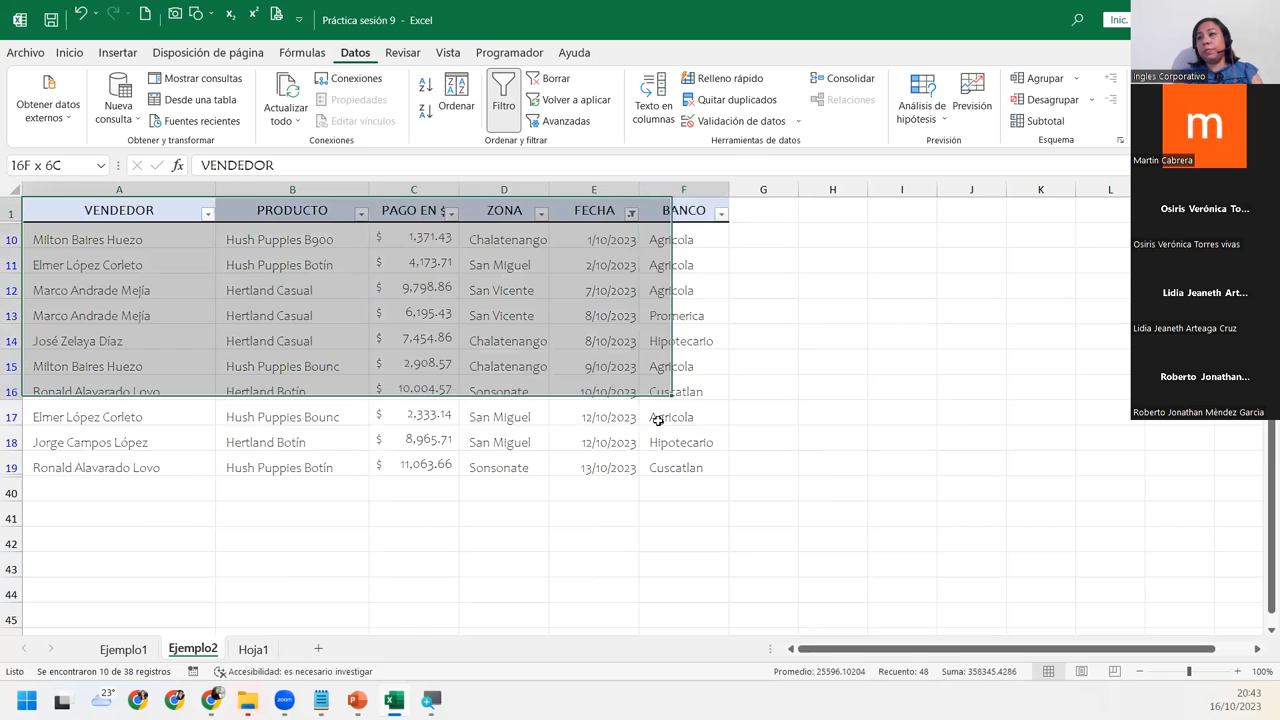 Práctica sesión 9 - Excel
Inic.
Archivo Inicio Insertar Disposición de página Fórmulas Datos Revisar Vista Programador Ayuda
Obtener datos externos
Nueva consulta
Mostrar consultas
Desde una tabla
Fuentes recientes
Obtener y transformar
Actualizar todo
Conexiones
Propiedades
Editar vínculos
Conexiones
Ordenar
Filtro
Borrar
Volver a aplicar
Avanzadas
Ordenar y filtrar
Texto en columnas
Relleno rápido
Quitar duplicados
Validación de datos
Consolidar
Relaciones
Herramientas de datos
Análisis de hipótesis
Previsión
Previsión
Agrupar
Desagrupar
Subtotal
Esquema
16F x 6C fx VENDEDOR
A B C D E F G H I J K L
1 VENDEDOR PRODUCTO PAGO EN $ ZONA FECHA BANCO
10 Milton Baires Huezo Hush Puppies B900 $ 1,371.43 Chalatenango 1/10/2023 Agricola
11 Elmer López Corleto Hush Puppies Botín $ 4,173.71 San Miguel 2/10/2023 Agricola
12 Marco Andrade Mejía Hertland Casual $ 9,798.86 San Vicente 7/10/2023 Agricola
13 Marco Andrade Mejía Hertland Casual $ 6,195.43 San Vicente 8/10/2023 Promerica
14 José Zelaya Díaz Hertland Casual $ 7,454.86 Chalatenango 8/10/2023 Hipotecario
15 Milton Baires Huezo Hush Puppies Bounc $ 2,908.57 Chalatenango 9/10/2023 Agricola
16 Ronald Alavarado Lovo Hertland Botín $ 10,004.57 Sonsonate 10/10/2023 Cuscatlan
17 Elmer López Corleto Hush Puppies Bounc $ 2,333.14 San Miguel 12/10/2023 Agricola
18 Jorge Campos López Hertland Botín $ 8,965.71 San Miguel 12/10/2023 Hipotecario
19 Ronald Alavarado Lovo Hush Puppies Botín $ 11,063.66 Sonsonate 13/10/2023 Cuscatlan
40
41
42
43
44
45
Ejemplo1 Ejemplo2 Hoja1
Listo Se encontraron 10 de 38 registros Accesibilidad: es necesario investigar Promedio: 25596.10204 Recuento: 48 Suma: 358345.4286 100%
23°
zoom
20:43
16/10/2023
Ingles Corporativo
m
Martin Cabrera
Osiris Verónica To...
Osiris Verónica Torres vivas
Lidia Jeaneth Art...
Lidia Jeaneth Arteaga Cruz
Roberto Jonathan...
Roberto Jonathan Méndez Garcia